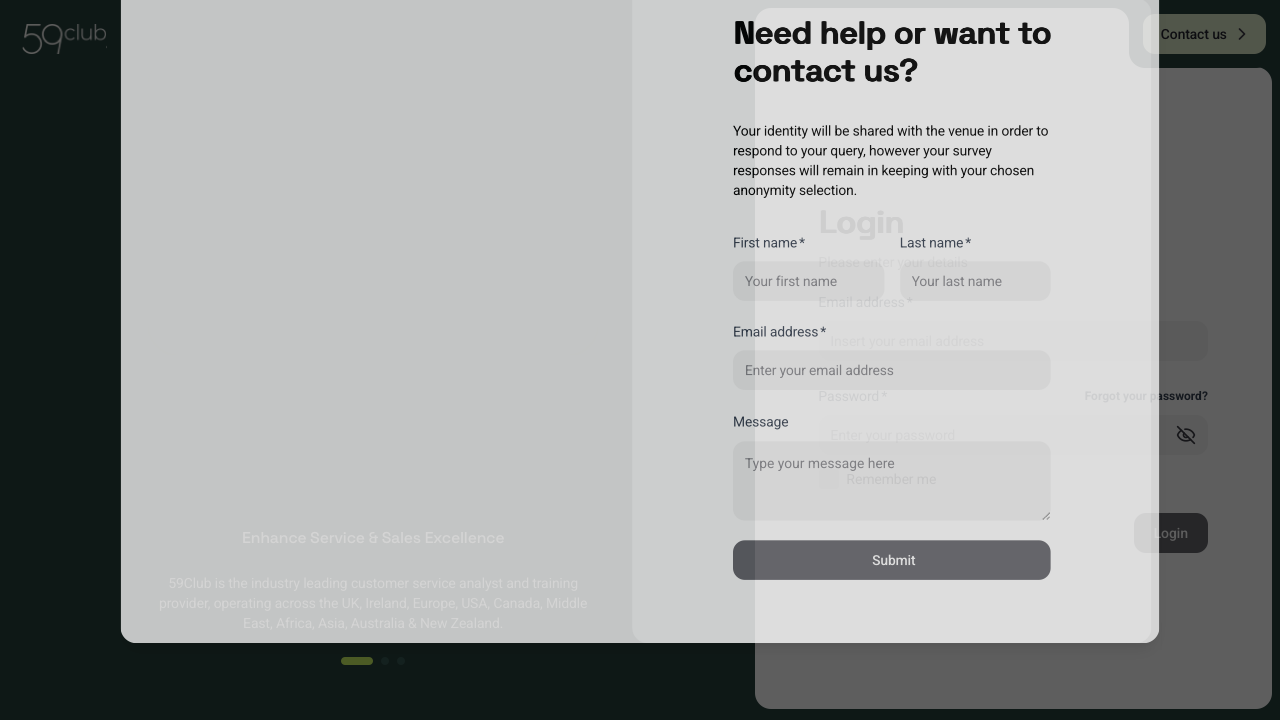 59club
Contact us
Need help or want to
contact us?
Your identity will be shared with the venue in order to
respond to your query, however your survey
responses will remain in keeping with your chosen
anonymity selection.
First name*
Last name*
Your first name
Your last name
Email address*
Enter your email address
Message
Type your message here
Submit
Login
Please enter your details
Email address*
Insert your email address
Password*
Forgot your password?
Enter your password
Remember me
Login
Enhance Service & Sales Excellence
59Club is the industry leading customer service analyst and training
provider, operating across the UK, Ireland, Europe, USA, Canada, Middle
East, Africa, Asia, Australia & New Zealand.